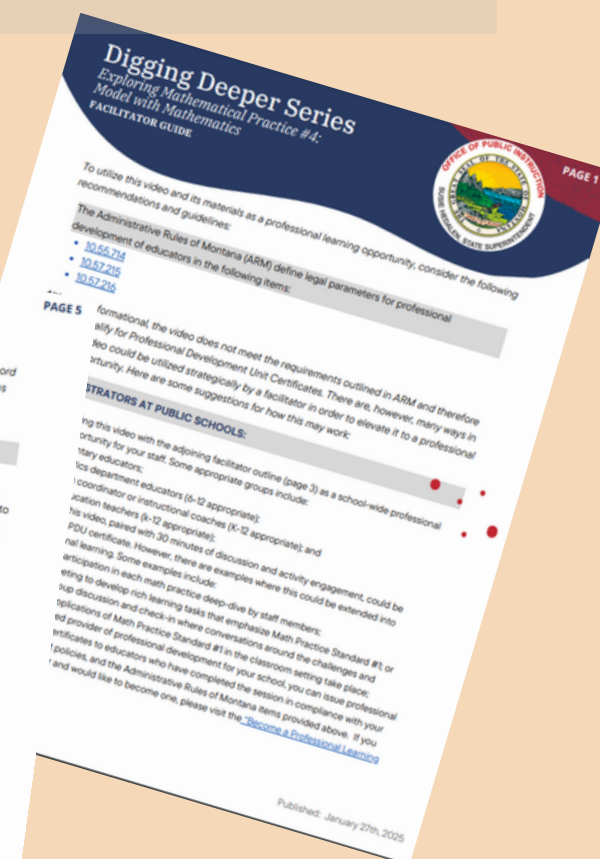 Digging Deeper Series
Exploring Mathematical Practice #4:
Model with Mathematics
FACILITATOR GUIDE
OFFICE OF PUBLIC INSTRUCTION
SUSIE HEDALEN, STATE SUPERINTENDENT
PAGE 1
To utilize this video and its materials as a professional learning opportunity, consider the following
recommendations and guidelines:
The Administrative Rules of Montana (ARM) define legal parameters for professional
development of educators in the following items:
• 10.55.714
• 10.57.215
• 10.57.216
PAGE 5
formational, the video does not meet the requirements outlined in ARM and therefore
alify for Professional Development Unit Certificates. There are, however, many ways in
deo could be utilized strategically by a facilitator in order to elevate it to a professional
ortunity. Here are some suggestions for how this may work:
STRATORS AT PUBLIC SCHOOLS:
ing this video with the adjoining facilitator outline (page 3) as a school-wide professional
ortunity for your staff. Some appropriate groups include:
tary educators;
ics department educators (6-12 appropriate);
coordinator or instructional coaches (K-12 appropriate); and
ucation teachers (k-12 appropriate);
his video, paired with 30 minutes of discussion and activity engagement, could be
PDU certificate. However, there are examples where this could be extended into
nal learning. Some examples include:
articipation in each math practice deep-dive by staff members;
eting to develop rich learning tasks that emphasize Math Practice Standard #1; or
oup discussion and check-in where conversations around the challenges and
pplications of Math Practice Standard #1 in the classroom setting take place;
ed provider of professional development for your school, you can issue professional
ertificates to educators who have completed the session in compliance with your
policies, and the Administrative Rules of Montana items provided above. If you
and would like to become one, please visit the "Become a Professional Learning
Published: January 27th, 2025
ord
to